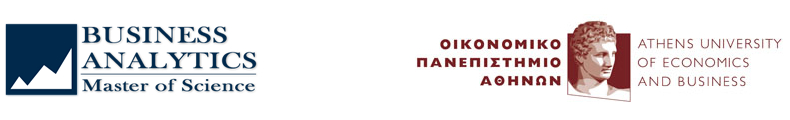 BUSINESS
ANALYTICS
Master of Science
ΟΙΚΟΝΟΜΙΚΟ
ΠΑΝΕΠΙΣΤΗΜΙΟ
ΑΘΗΝΩΝ
ATHENS UNIVERSITY
OF ECONOMICS
AND BUSINESS